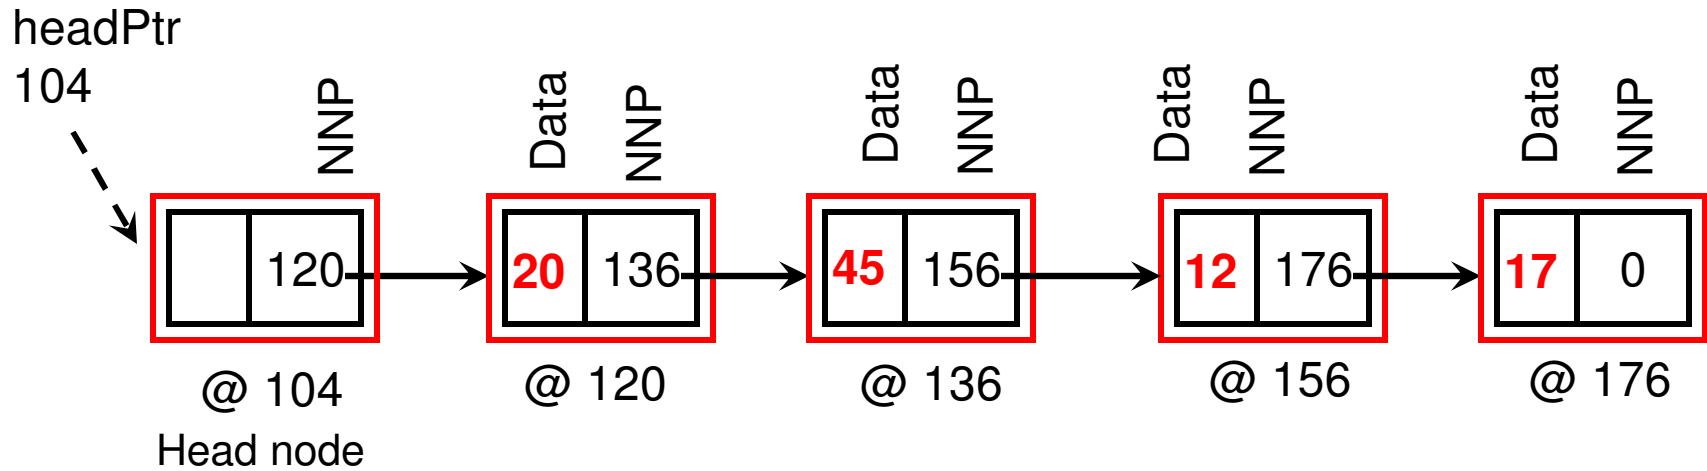 headPtr
104
NNP
Data
NNP
Data
NNP
Data
NNP
Data
NNP
120
20 136
45 156
12 176
17 0
@ 104
@ 120
@ 136
@ 156
@ 176
Head node